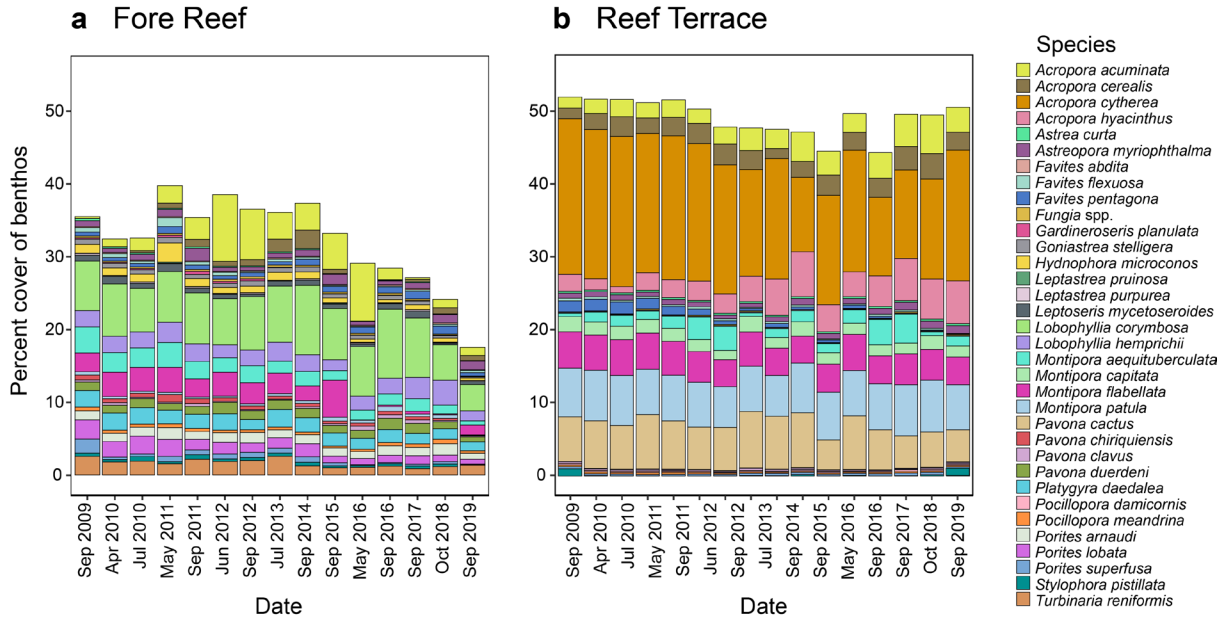 a Fore Reef
b Reef Terrace
Percent cover of benthos
50
40
30
20
10
0
Sep 2009
Apr 2010
Jul 2010
May 2011
Sep 2011
Jun 2012
Sep 2012
Jul 2013
Sep 2014
Sep 2015
May 2016
Sep 2016
Sep 2017
Oct 2018
Sep 2019
Date
50
40
30
20
10
0
Sep 2009
Apr 2010
Jul 2010
May 2011
Sep 2011
Jun 2012
Sep 2012
Jul 2013
Sep 2014
Sep 2015
May 2016
Sep 2016
Sep 2017
Oct 2018
Sep 2019
Date
Species
Acropora acuminata
Acropora cerealis
Acropora cytherea
Acropora hyacinthus
Astrea curta
Astreopora myriophthalma
Favites abdita
Favites flexuosa
Favites pentagona
Fungia spp.
Gardineroseris planulata
Goniastrea stelligera
Hydnophora microconos
Leptastrea pruinosa
Leptastrea purpurea
Leptoseris mycetoseroides
Lobophyllia corymbosa
Lobophyllia hemprichii
Montipora aequituberculata
Montipora capitata
Montipora flabellata
Montipora patula
Pavona cactus
Pavona chiriquiensis
Pavona clavus
Pavona duerdeni
Platygyra daedalea
Pocillopora damicornis
Pocillopora meandrina
Porites arnaudi
Porites lobata
Porites superfusa
Stylophora pistillata
Turbinaria reniformis